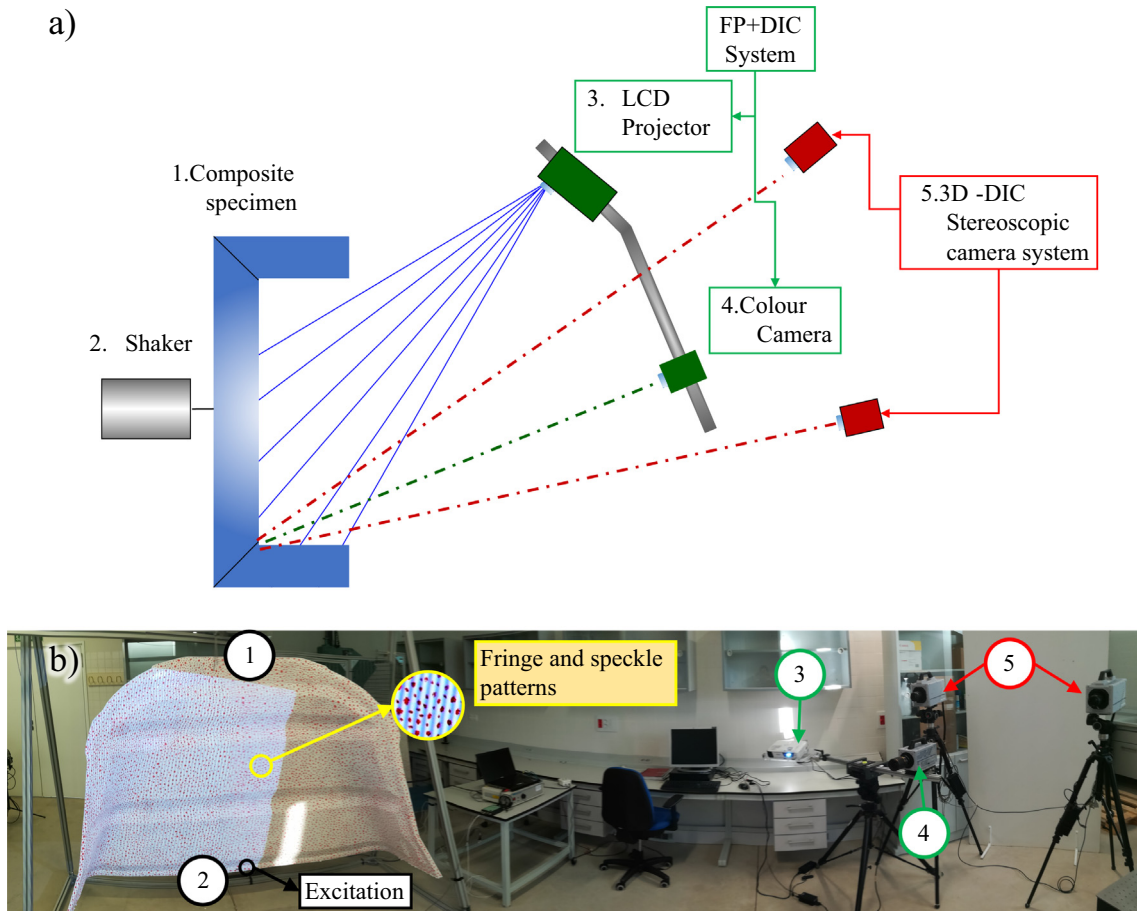 a)
FP+DIC
System
3. LCD
Projector
1.Composite
specimen
5.3D -DIC
Stereoscopic
camera system
4.Colour
Camera
2. Shaker
b)
1
Fringe and speckle
patterns
3
5
4
2
Excitation